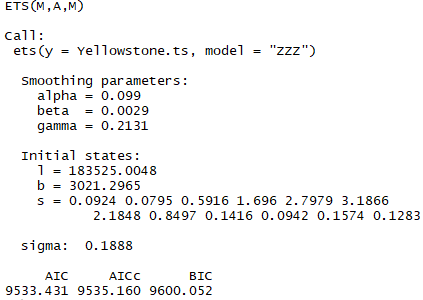 ETS(M,A,M)
Call:
ets(y = Yellowstone.ts, model = "ZZZ")
Smoothing parameters:
alpha = 0.099
beta = 0.0029
gamma = 0.2131
Initial states:
l = 183525.0048
b = 3021.2965
s = 0.0924 0.0795 0.5916 1.696 2.7979 3.1866
2.1848 0.8497 0.1416 0.0942 0.1574 0.1283
sigma: 0.1888
AIC AICc BIC
9533.431 9535.160 9600.052